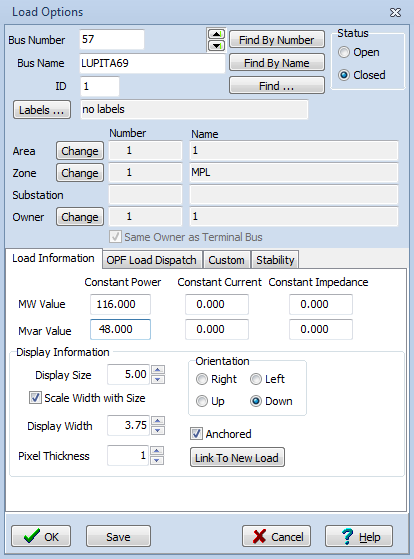 Load Options
Bus Number 57 Find By Number
Status
Open
Closed
Bus Name LUPITA69 Find By Name
ID 1 Find ...
Labels ... no labels
Number Name
Area Change 1 1
Zone Change 1 MPL
Substation
Owner Change 1 1
Same Owner as Terminal Bus
Load Information OPF Load Dispatch Custom Stability
Constant Power Constant Current Constant Impedance
MW Value 116.000 0.000 0.000
Mvar Value 48.000 0.000 0.000
Display Information
Display Size 5.00
Scale Width with Size
Display Width 3.75
Pixel Thickness 1
Orientation
Right Left
Up Down
Anchored
Link To New Load
OK Save Cancel ? Help